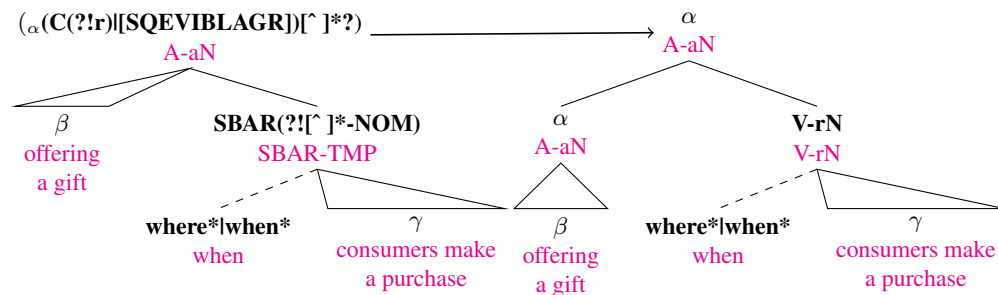 (α(C(?!r)|[SQEVIBLAGR])[^ ]*?)
A-aN
β
offering
a gift
SBAR(?![^ ]*-NOM)
SBAR-TMP
where*|when*
when
γ
consumers make
a purchase
α
A-aN
α
A-aN
β
offering
a gift
V-rN
V-rN
where*|when*
when
γ
consumers make
a purchase